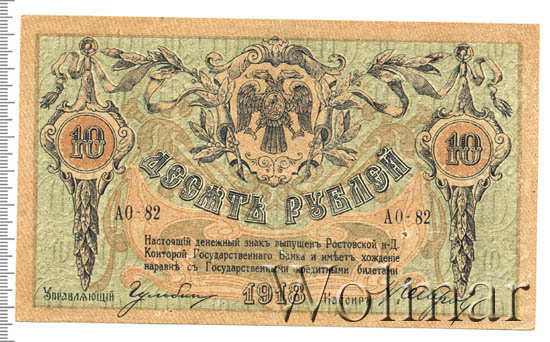 10 10
ДЕСЯТЬ РУБЛЕЙ
АО-82 АО-82
Настоящій денежный знакъ выпущенъ Ростовской н-Д.
Конторой Государственнаго Банка и имѣетъ хожденіе
наравнѣ съ Государственными кредитными билетами
Управляющій 1918 Кассиръ
Wolmar